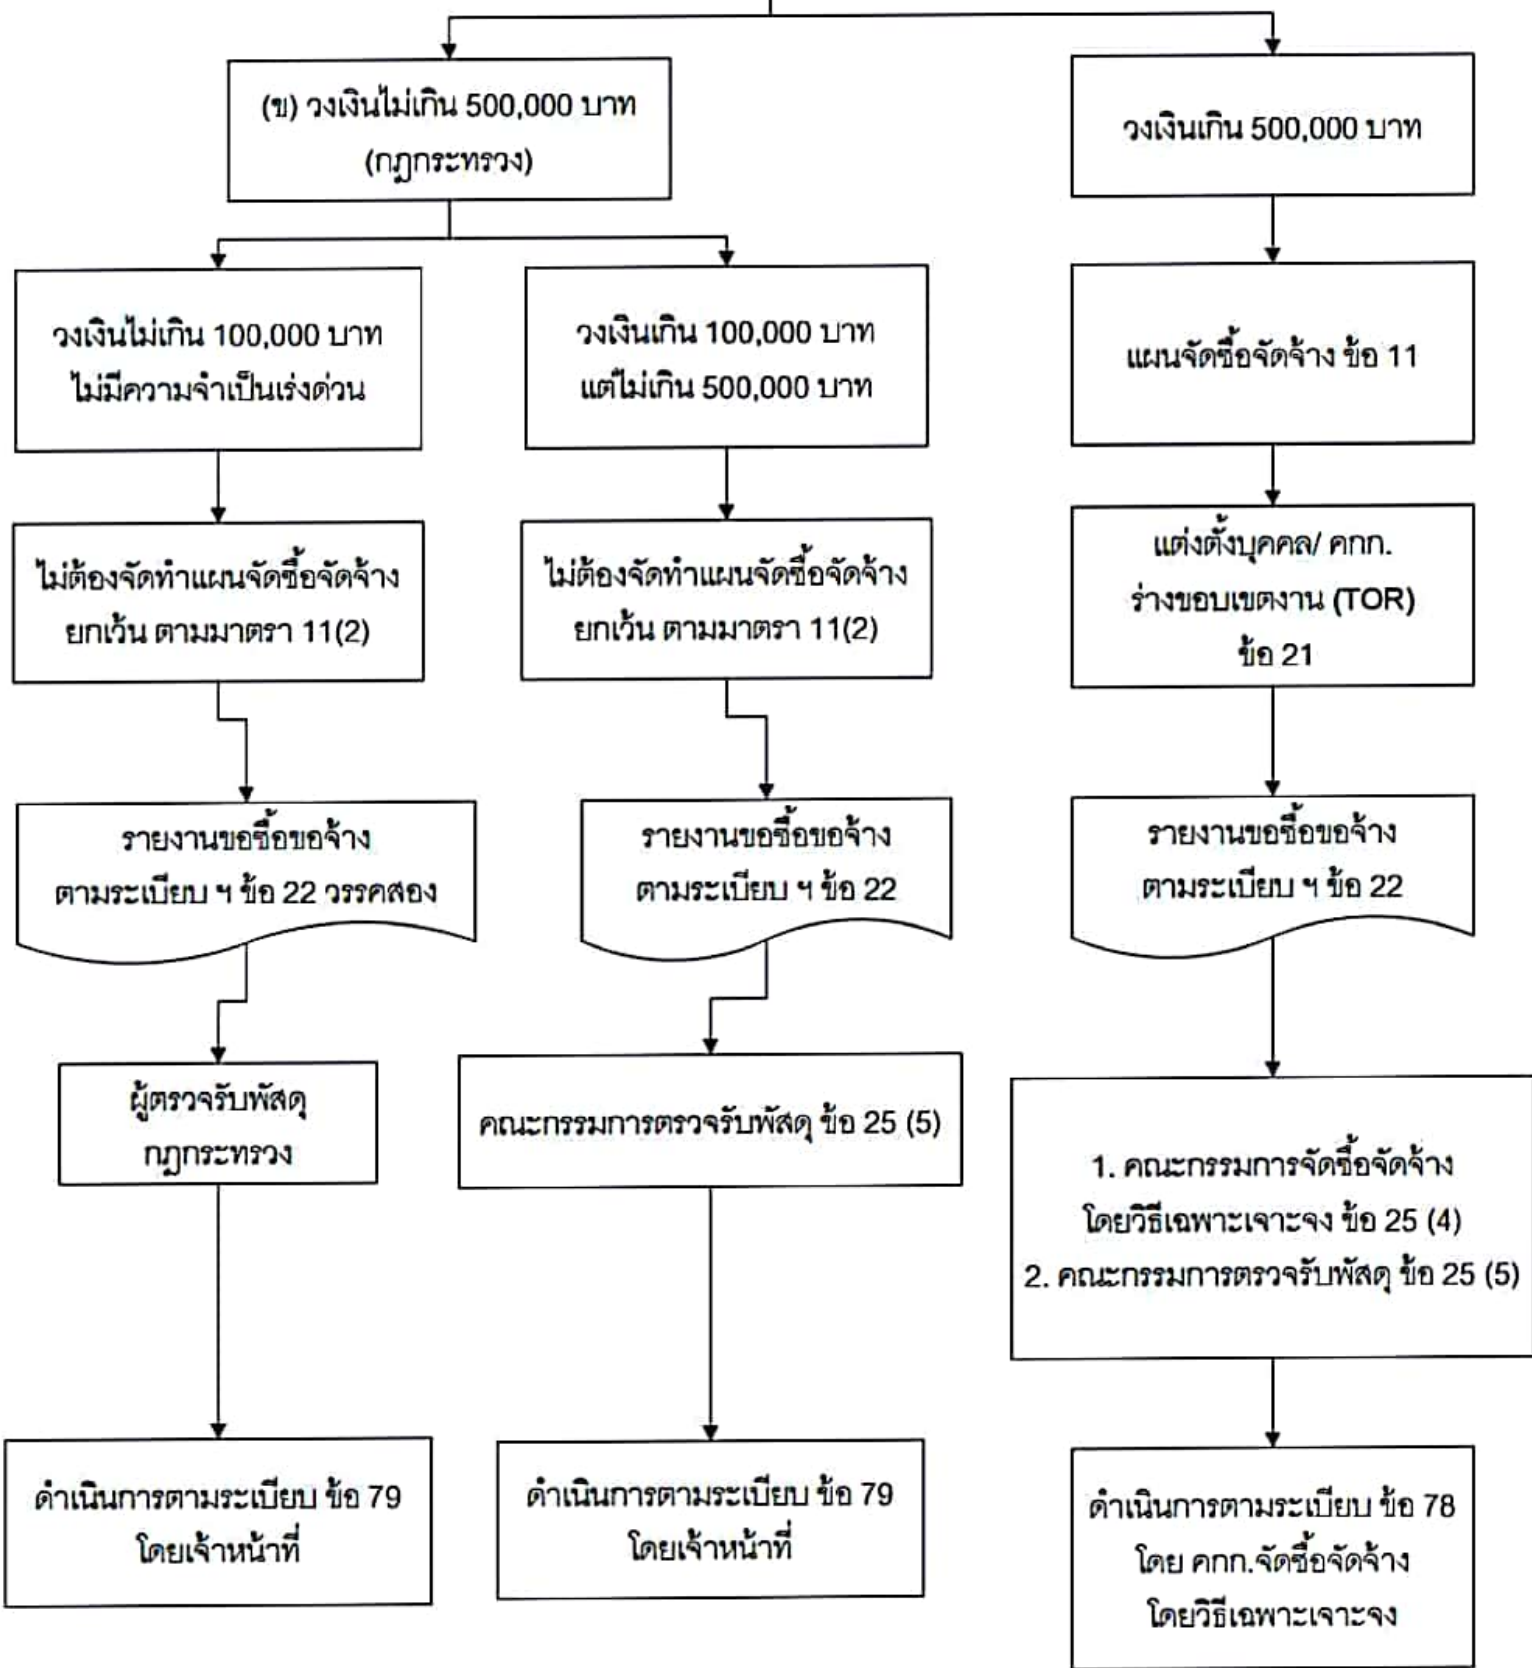 (ข) วงเงินไม่เกิน 500,000 บาท
(กฎกระทรวง)
วงเงินเกิน 500,000 บาท
วงเงินไม่เกิน 100,000 บาท
ไม่มีความจำเป็นเร่งด่วน
วงเงินเกิน 100,000 บาท
แต่ไม่เกิน 500,000 บาท
แผนจัดซื้อจัดจ้าง ข้อ 11
ไม่ต้องจัดทำแผนจัดซื้อจัดจ้าง
ยกเว้น ตามมาตรา 11(2)
ไม่ต้องจัดทำแผนจัดซื้อจัดจ้าง
ยกเว้น ตามมาตรา 11(2)
แต่งตั้งบุคคล/ คกก.
ร่างขอบเขตงาน (TOR)
ข้อ 21
รายงานขอซื้อขอจ้าง
ตามระเบียบ ฯ ข้อ 22 วรรคสอง
รายงานขอซื้อขอจ้าง
ตามระเบียบ ฯ ข้อ 22
รายงานขอซื้อขอจ้าง
ตามระเบียบ ฯ ข้อ 22
ผู้ตรวจรับพัสดุ
กฎกระทรวง
คณะกรรมการตรวจรับพัสดุ ข้อ 25 (5)
1. คณะกรรมการจัดซื้อจัดจ้าง
โดยวิธีเฉพาะเจาะจง ข้อ 25 (4)
2. คณะกรรมการตรวจรับพัสดุ ข้อ 25 (5)
ดำเนินการตามระเบียบ ข้อ 79
โดยเจ้าหน้าที่
ดำเนินการตามระเบียบ ข้อ 79
โดยเจ้าหน้าที่
ดำเนินการตามระเบียบ ข้อ 78
โดย คกก.จัดซื้อจัดจ้าง
โดยวิธีเฉพาะเจาะจง